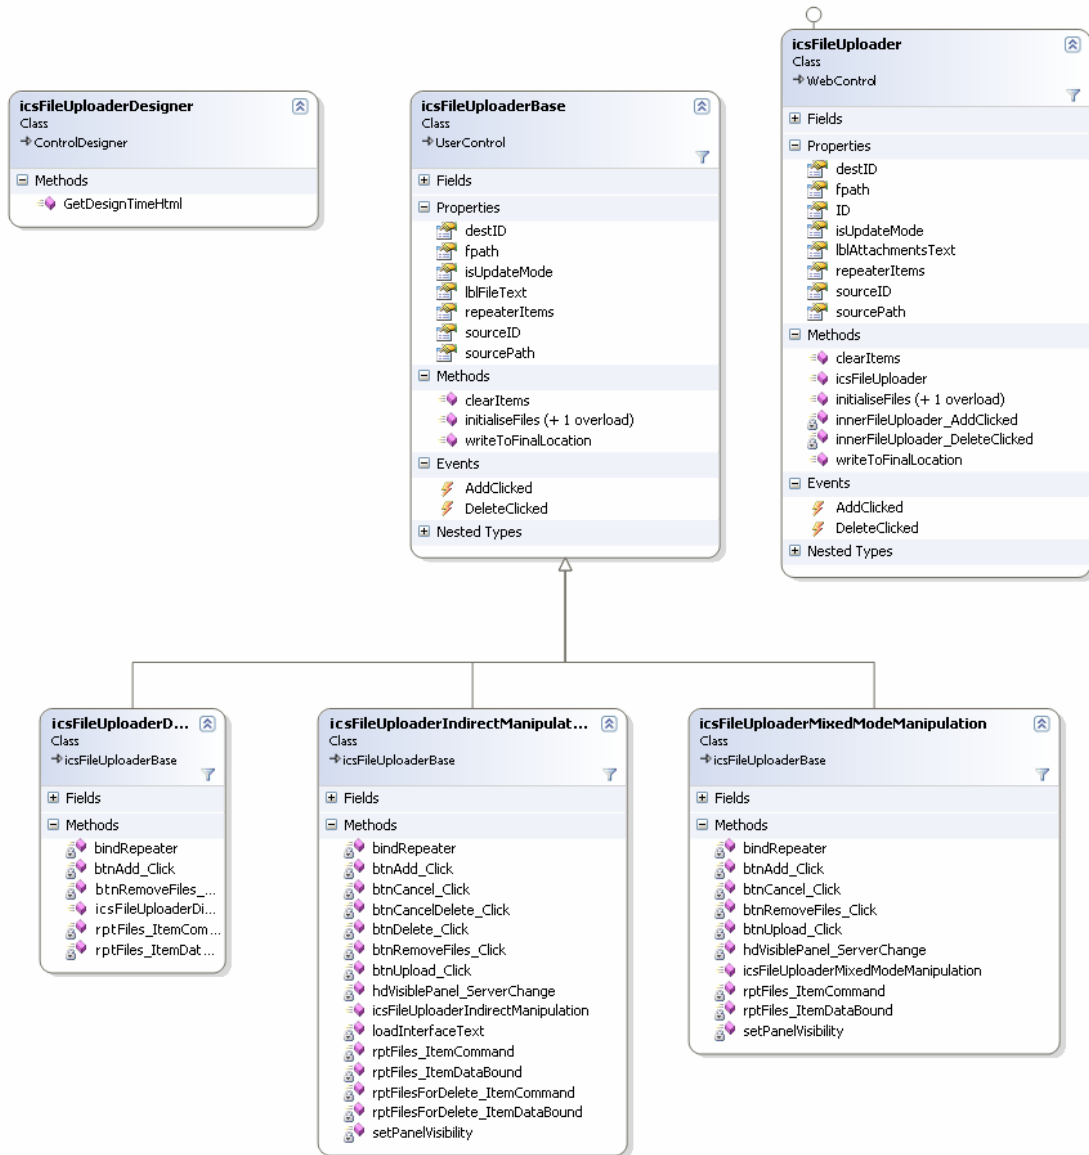 icsFileUploaderDesigner
Class
ControlDesigner
Methods
GetDesignTimeHtml
icsFileUploaderBase
Class
UserControl
Fields
Properties
destID
fpath
isUpdateMode
lblFileText
repeaterItems
sourceID
sourcePath
Methods
clearItems
initialiseFiles (+ 1 overload)
writeToFinalLocation
Events
AddClicked
DeleteClicked
Nested Types
icsFileUploader
Class
WebControl
Fields
Properties
destID
fpath
ID
isUpdateMode
lblAttachmentsText
repeaterItems
sourceID
sourcePath
Methods
clearItems
icsFileUploader
initialiseFiles (+ 1 overload)
innerFileUploader_AddClicked
innerFileUploader_DeleteClicked
writeToFinalLocation
Events
AddClicked
DeleteClicked
Nested Types
icsFileUploaderD...
Class
icsFileUploaderBase
Fields
Methods
bindRepeater
btnAdd_Click
btnRemoveFiles_...
icsFileUploaderDi...
rptFiles_ItemCom...
rptFiles_ItemDat...
icsFileUploaderIndirectManipulat...
Class
icsFileUploaderBase
Fields
Methods
bindRepeater
btnAdd_Click
btnCancel_Click
btnCancelDelete_Click
btnDelete_Click
btnRemoveFiles_Click
btnUpload_Click
hdVisiblePanel_ServerChange
icsFileUploaderIndirectManipulation
loadInterfaceText
rptFiles_ItemCommand
rptFiles_ItemDataBound
rptFilesForDelete_ItemCommand
rptFilesForDelete_ItemDataBound
setPanelVisibility
icsFileUploaderMixedModeManipulation
Class
icsFileUploaderBase
Fields
Methods
bindRepeater
btnAdd_Click
btnCancel_Click
btnRemoveFiles_Click
btnUpload_Click
hdVisiblePanel_ServerChange
icsFileUploaderMixedModeManipulation
rptFiles_ItemCommand
rptFiles_ItemDataBound
setPanelVisibility